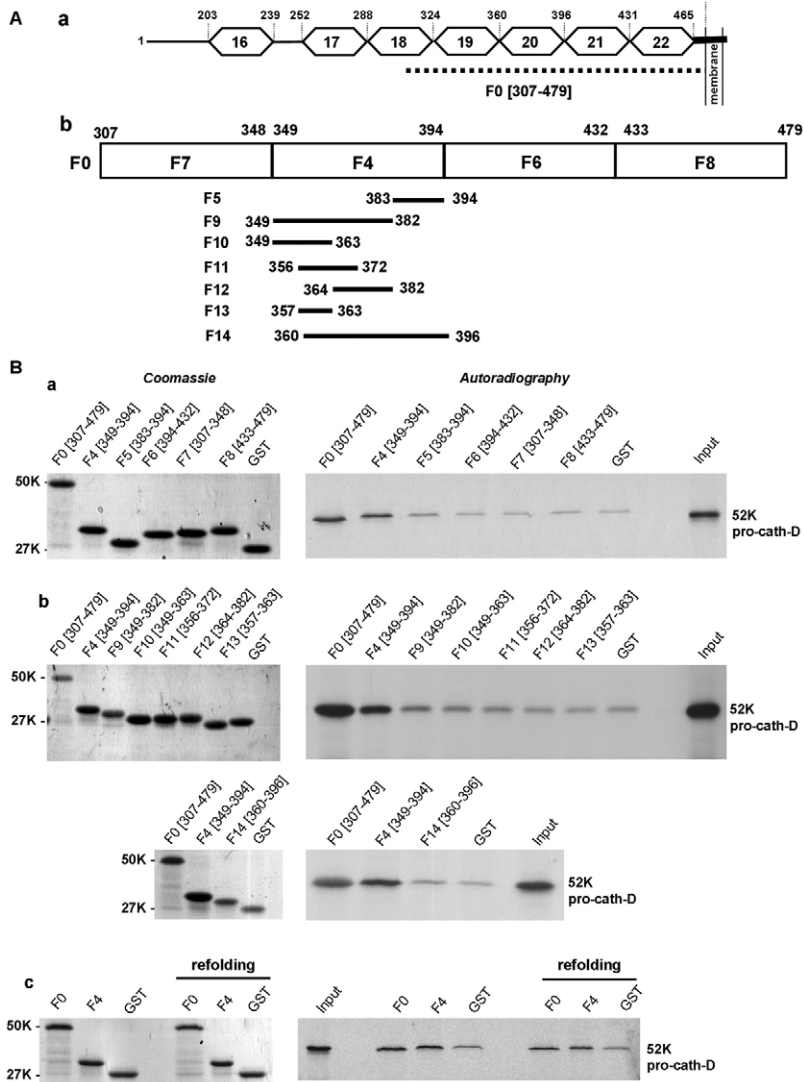 A
a
203 239 252 288 324 360 396 431 465
1 16 17 18 19 20 21 22
membrane
F0 [307-479]
b
307 348 349 394 432 433 479
F0 F7 F4 F6 F8
F5 383 394
F9 349 382
F10 349 363
F11 356 372
F12 364 382
F13 357 363
F14 360 396
B
a
Coomassie Autoradiography
F0 [307-479] F4 [349-394] F5 [383-394] F6 [394-432] F7 [307-348] F8 [433-479] GST
F0 [307-479] F4 [349-394] F5 [383-394] F6 [394-432] F7 [307-348] F8 [433-479] GST Input
50K -
27K -
52K
pro-cath-D
b
F0 [307-479] F4 [349-394] F9 [349-382] F10 [349-363] F11 [356-372] F12 [364-382] F13 [357-363] GST
F0 [307-479] F4 [349-394] F9 [349-382] F10 [349-363] F11 [356-372] F12 [364-382] F13 [357-363] GST Input
50K -
27K -
52K
pro-cath-D
F0 [307-479] F4 [349-394] F14 [360-396] GST
F0 [307-479] F4 [349-394] F14 [360-396] GST Input
50K -
27K -
52K
pro-cath-D
c
refolding refolding
F0 F4 GST F0 F4 GST
Input F0 F4 GST F0 F4 GST
50K -
27K -
52K
pro-cath-D